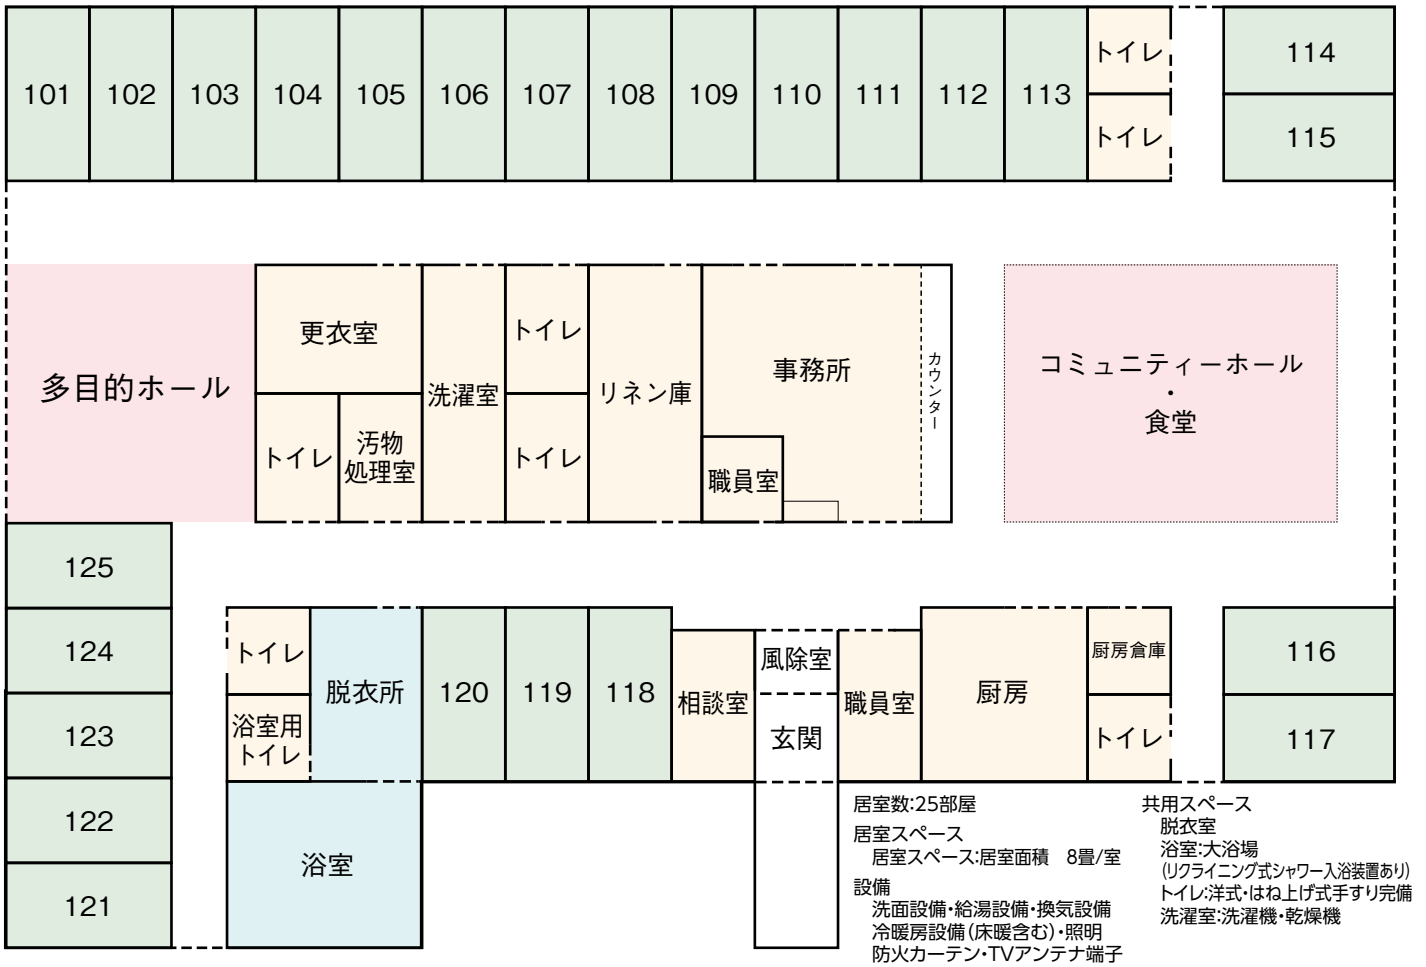 101 102 103 104 105 106 107 108 109 110 111 112 113
トイレ
トイレ
114
115
多目的ホール
更衣室
トイレ
汚物
処理室
洗濯室
トイレ
トイレ
リネン庫
事務所
職員室
カウンター
コミュニティーホール
・
食堂
125
124
123
122
121
トイレ
浴室用
トイレ
脱衣所
浴室
120 119 118
相談室
風除室
玄関
職員室
厨房
厨房倉庫
トイレ
116
117
居室数:25部屋
居室スペース
居室スペース:居室面積　8畳/室
設備
洗面設備・給湯設備・換気設備
冷暖房設備(床暖含む)・照明
防火カーテン・TVアンテナ端子
共用スペース
脱衣室
浴室:大浴場
(リクライニング式シャワー入浴装置あり)
トイレ:洋式・はね上げ式手すり完備
洗濯室:洗濯機・乾燥機